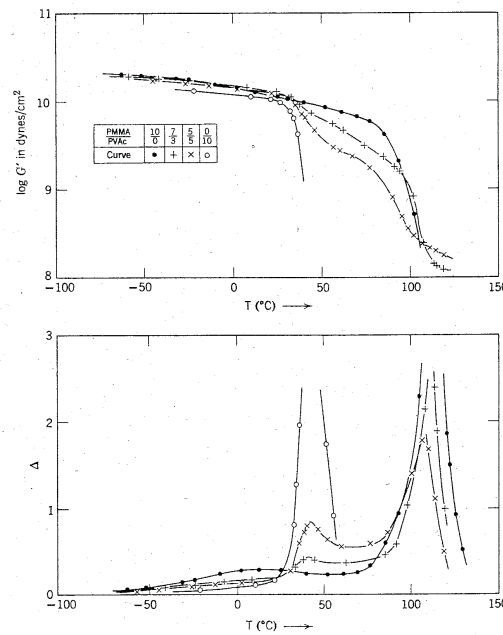 11
10
9
8
log G′ in dynes/cm²
PMMA 10 7 5 0
PVAc 0 3 5 10
Curve ● + × ○
−100 −50 0 50 100 150
T (°C) ⟶
3
2
1
0
Δ
−100 −50 0 50 100 150
T (°C) ⟶